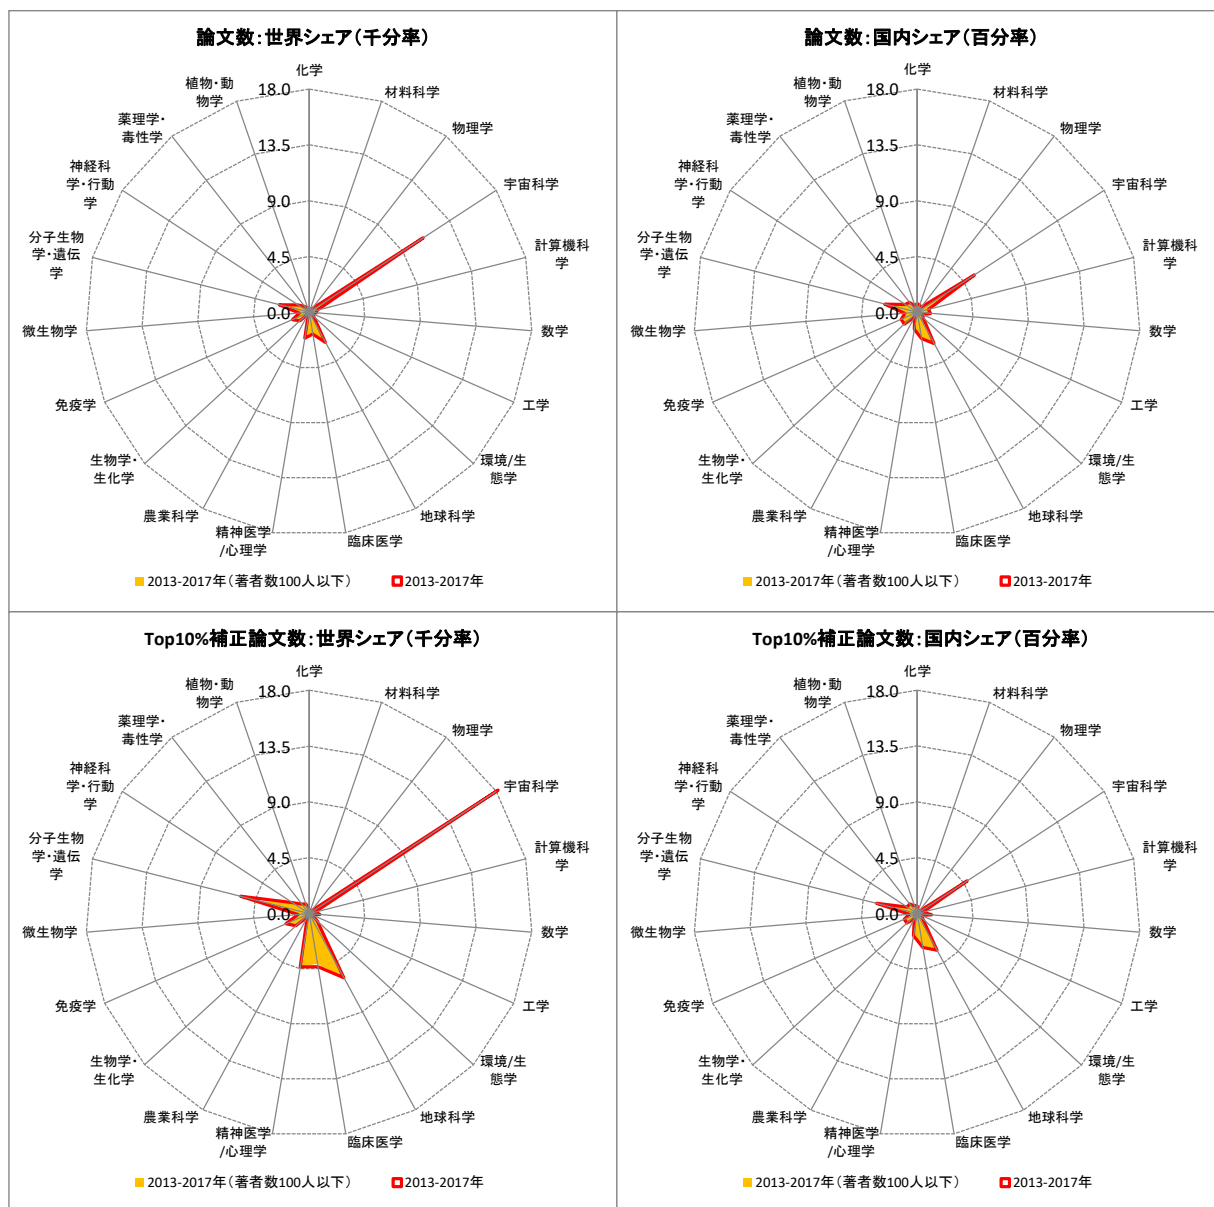 論文数：世界シェア（千分率）
化学
材料科学
物理学
宇宙科学
計算機科
学
数学
工学
環境/生
態学
地球科学
臨床医学
精神医学
/心理学
農業科学
生物学・
生化学
免疫学
微生物学
分子生物
学・遺伝
学
神経科
学・行動
学
薬理学・
毒性学
植物・動
物学
18.0
13.5
9.0
4.5
0.0
2013-2017年（著者数100人以下）
2013-2017年
論文数：国内シェア（百分率）
化学
材料科学
物理学
宇宙科学
計算機科
学
数学
工学
環境/生
態学
地球科学
臨床医学
精神医学
/心理学
農業科学
生物学・
生化学
免疫学
微生物学
分子生物
学・遺伝
学
神経科
学・行動
学
薬理学・
毒性学
植物・動
物学
18.0
13.5
9.0
4.5
0.0
2013-2017年（著者数100人以下）
2013-2017年
Top10%補正論文数：世界シェア（千分率）
化学
材料科学
物理学
宇宙科学
計算機科
学
数学
工学
環境/生
態学
地球科学
臨床医学
精神医学
/心理学
農業科学
生物学・
生化学
免疫学
微生物学
分子生物
学・遺伝
学
神経科
学・行動
学
薬理学・
毒性学
植物・動
物学
18.0
13.5
9.0
4.5
0.0
2013-2017年（著者数100人以下）
2013-2017年
Top10%補正論文数：国内シェア（百分率）
化学
材料科学
物理学
宇宙科学
計算機科
学
数学
工学
環境/生
態学
地球科学
臨床医学
精神医学
/心理学
農業科学
生物学・
生化学
免疫学
微生物学
分子生物
学・遺伝
学
神経科
学・行動
学
薬理学・
毒性学
植物・動
物学
18.0
13.5
9.0
4.5
0.0
2013-2017年（著者数100人以下）
2013-2017年